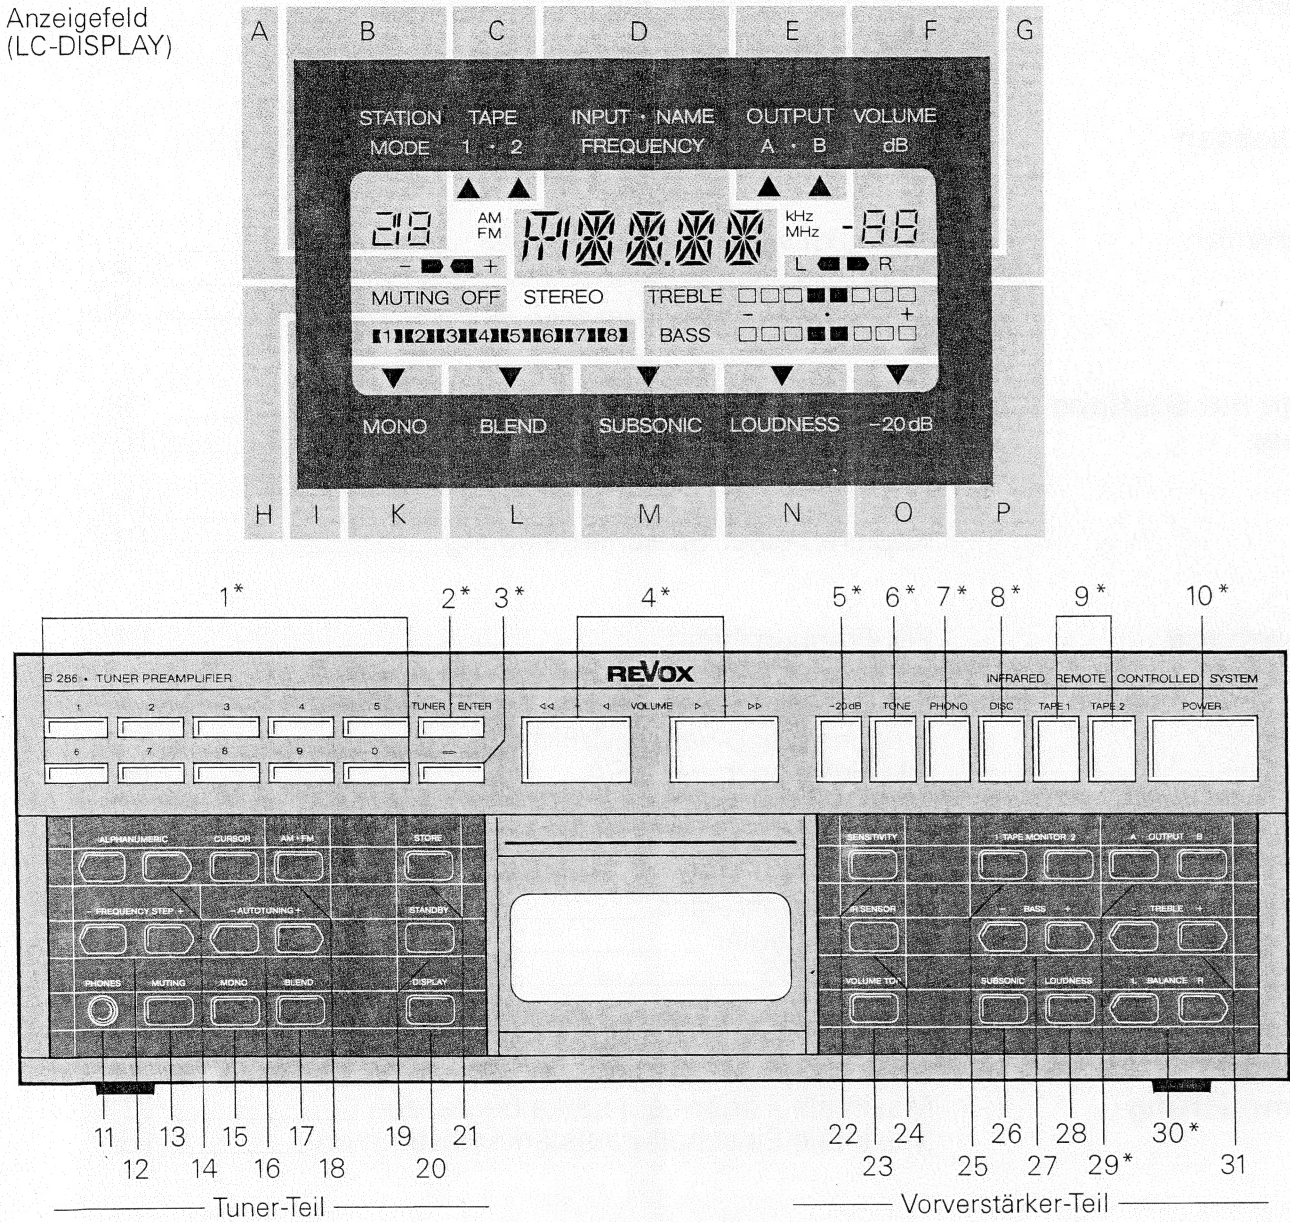 Anzeigefeld
(LC-DISPLAY)
A B C D E F G
STATION TAPE INPUT · NAME OUTPUT VOLUME
MODE 1 · 2 FREQUENCY A · B dB
AM kHz
FM MHz -88
- + L R
MUTING OFF STEREO TREBLE
- · +
1 2 3 4 5 6 7 8 BASS
MONO BLEND SUBSONIC LOUDNESS -20 dB
H I K L M N O P
1* 2* 3* 4* 5* 6* 7* 8* 9* 10*
B 286 · TUNER PREAMPLIFIER REVOX INFRARED REMOTE CONTROLLED SYSTEM
1 2 3 4 5 TUNER ENTER VOLUME -20dB TONE PHONO DISC TAPE 1 TAPE 2 POWER
6 7 8 9 0
ALPHANUMERIC CURSOR AM·FM STORE SENSITIVITY 1 TAPE MONITOR 2 A OUTPUT B
- FREQUENCY STEP + - AUTOTUNING + STANDBY IR SENSOR - BASS + - TREBLE +
PHONES MUTING MONO BLEND DISPLAY SUBSONIC LOUDNESS L BALANCE R
11 13 15 17 19 21 22 24 26 28 30*
12 14 16 18 20 23 25 27 29* 31
Tuner-Teil Vorverstärker-Teil